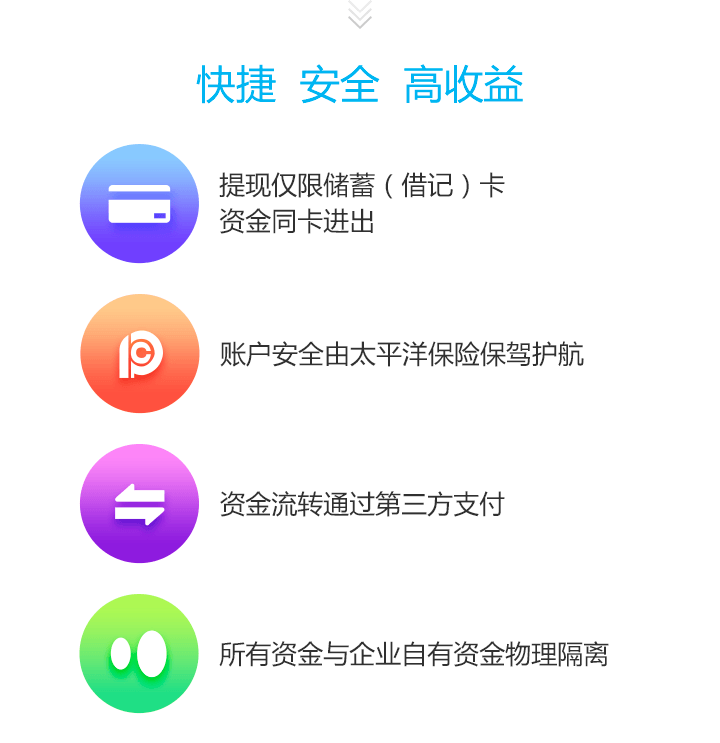 快捷 安全 高收益
提现仅限储蓄（借记）卡
资金同卡进出
账户安全由太平洋保险保驾护航
资金流转通过第三方支付
所有资金与企业自有资金物理隔离